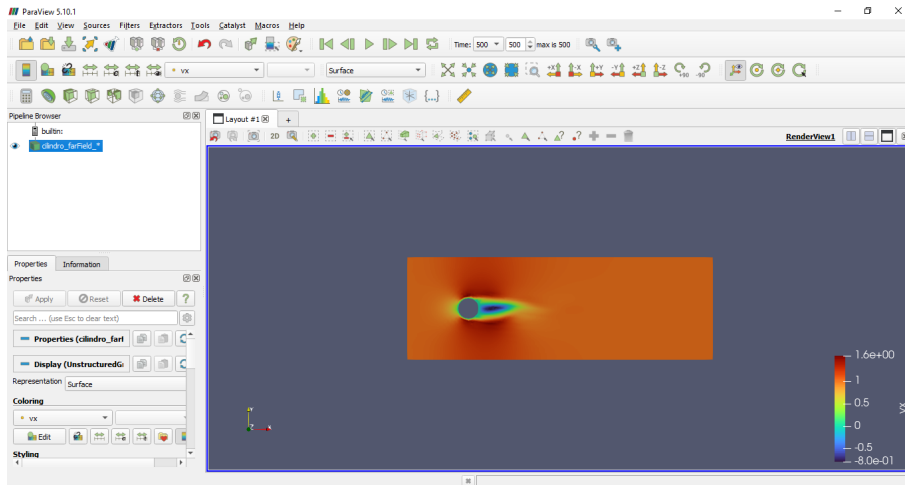 ParaView 5.10.1
File Edit View Sources Filters Extractors Tools Catalyst Macros Help
Time: 500 500 max is 500
vx Surface
+X -X +Y -Y +Z -Z +90 -90
Pipeline Browser
builtin:
cilindro_farField_*
Layout #1 +
2D RenderView1
Properties Information
Properties
Apply Reset Delete ?
Search ... (use Esc to clear text)
Properties (cilindro_farf
Display (UnstructuredG
Representation Surface
Coloring
vx
Edit
Styling
Y
Z X
1.6e+00
1
0.5
0
-0.5
-8.0e-01
vx